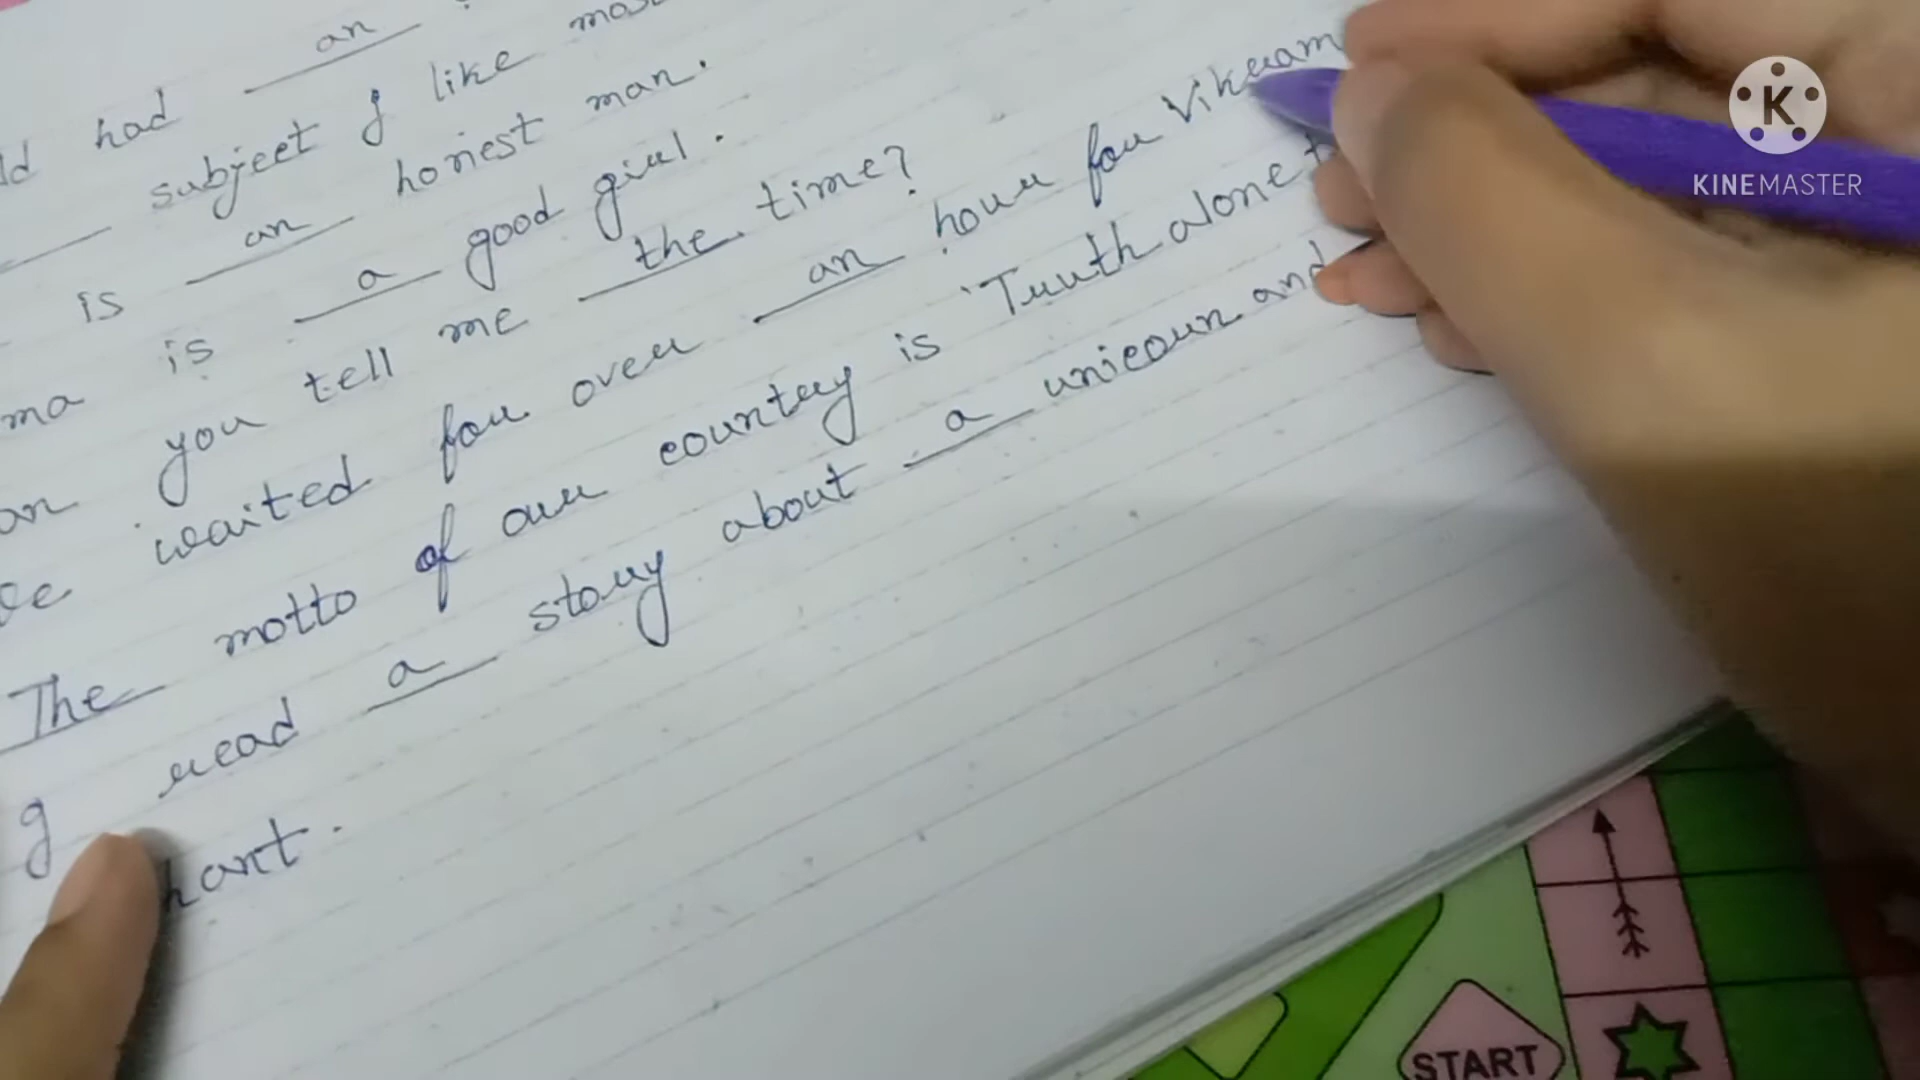 had an
subject I like
is an honest man.
ma is a good girl.
you tell me the time?
waited for over an hour for Vikram
The motto of our country is 'Truth alone
I read a story about a unicorn and
hant.
KINEMASTER
START